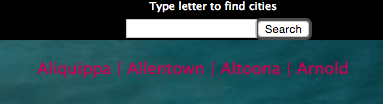 Type letter to find cities
Search
Aliquippa | Allentown | Altoona | Arnold